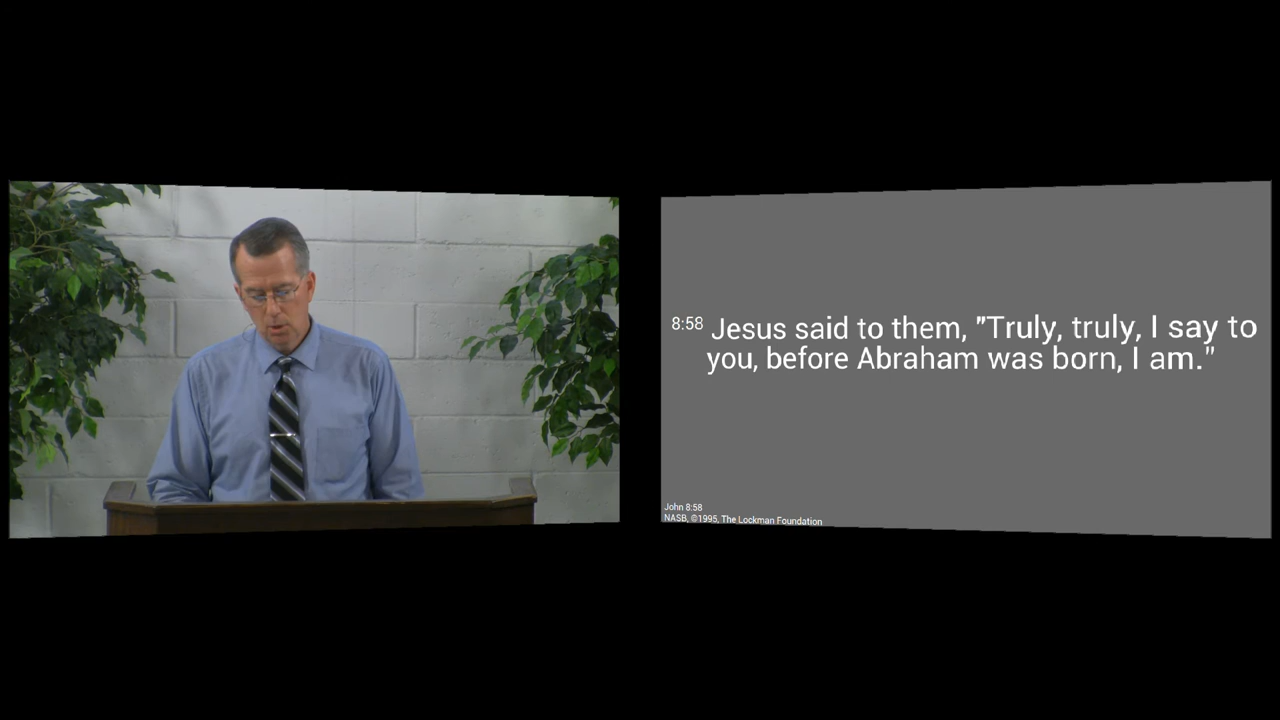 8:58 Jesus said to them, "Truly, truly, I say to
you, before Abraham was born, I am."
John 8:58
NASB, ©1995, The Lockman Foundation